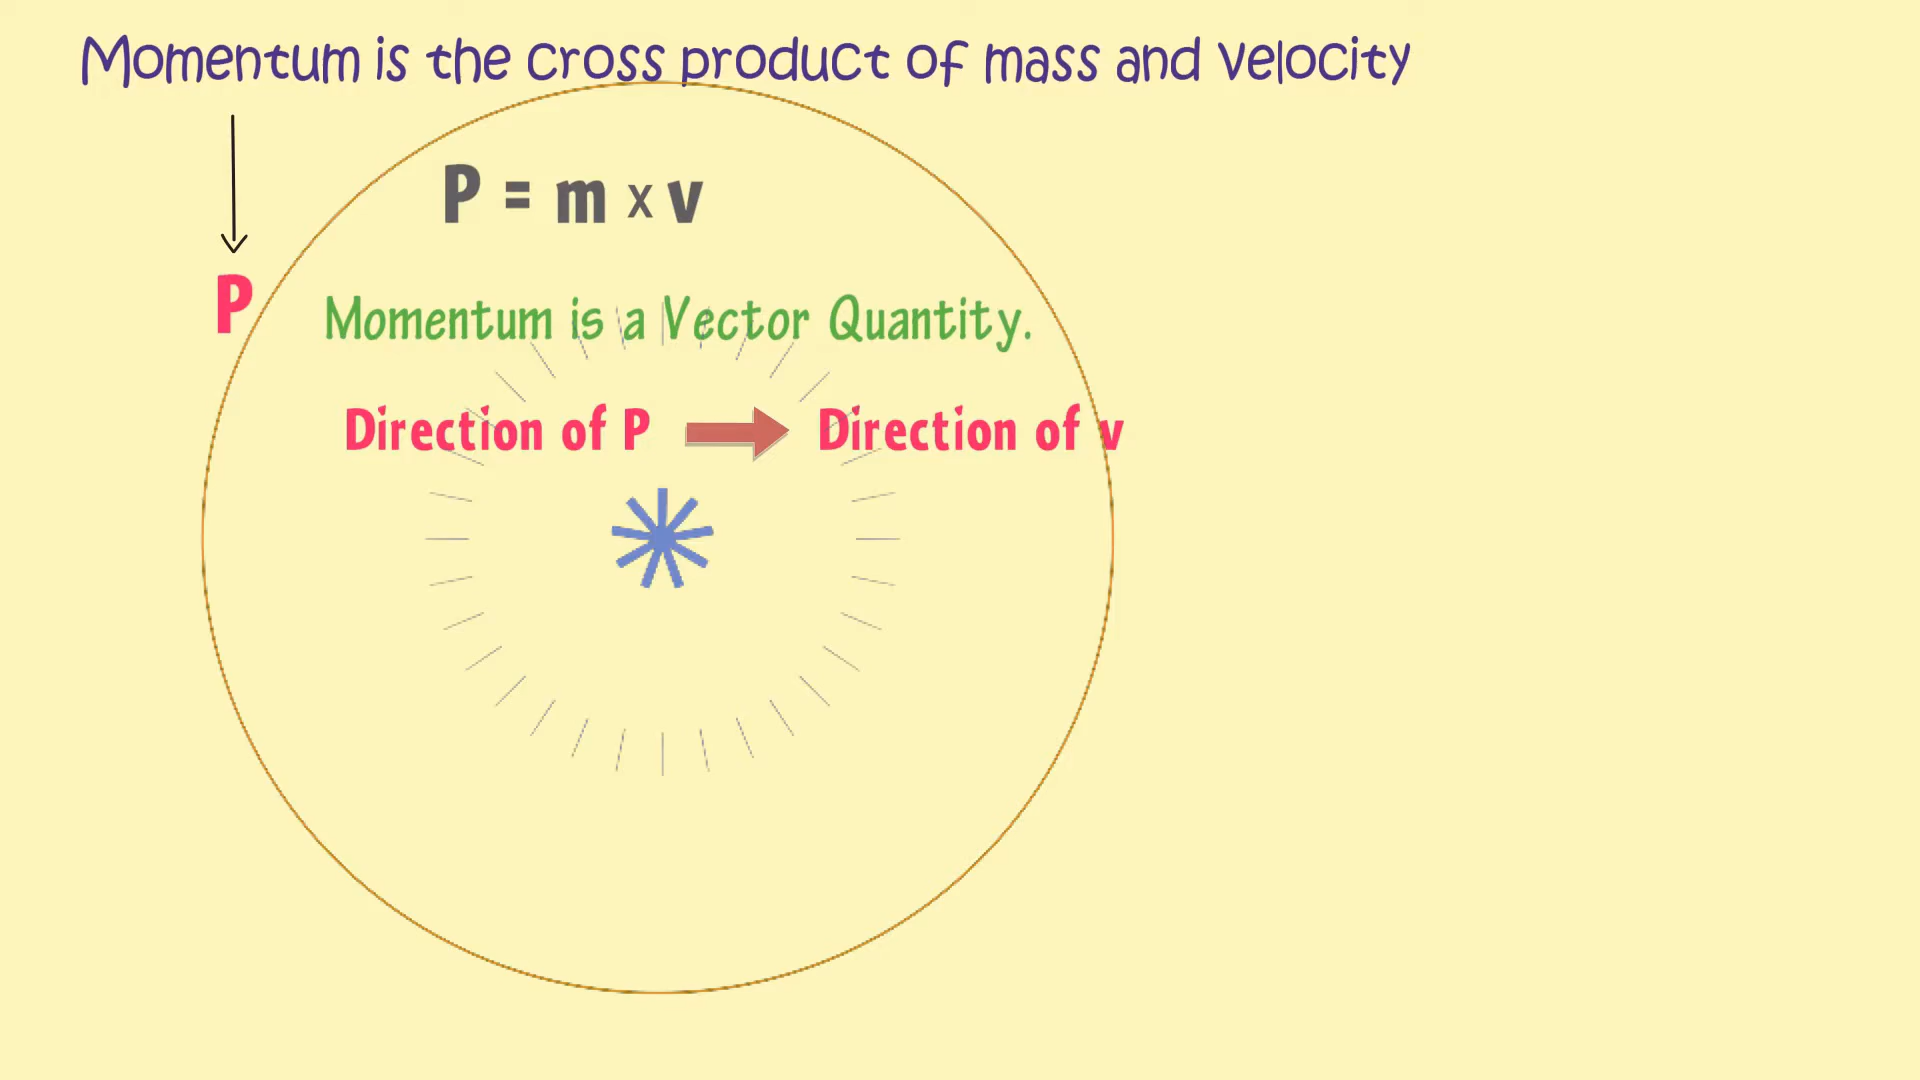 Momentum is the cross product of mass and velocity
P = m x v
P
Momentum is a Vector Quantity.
Direction of P
Direction of v